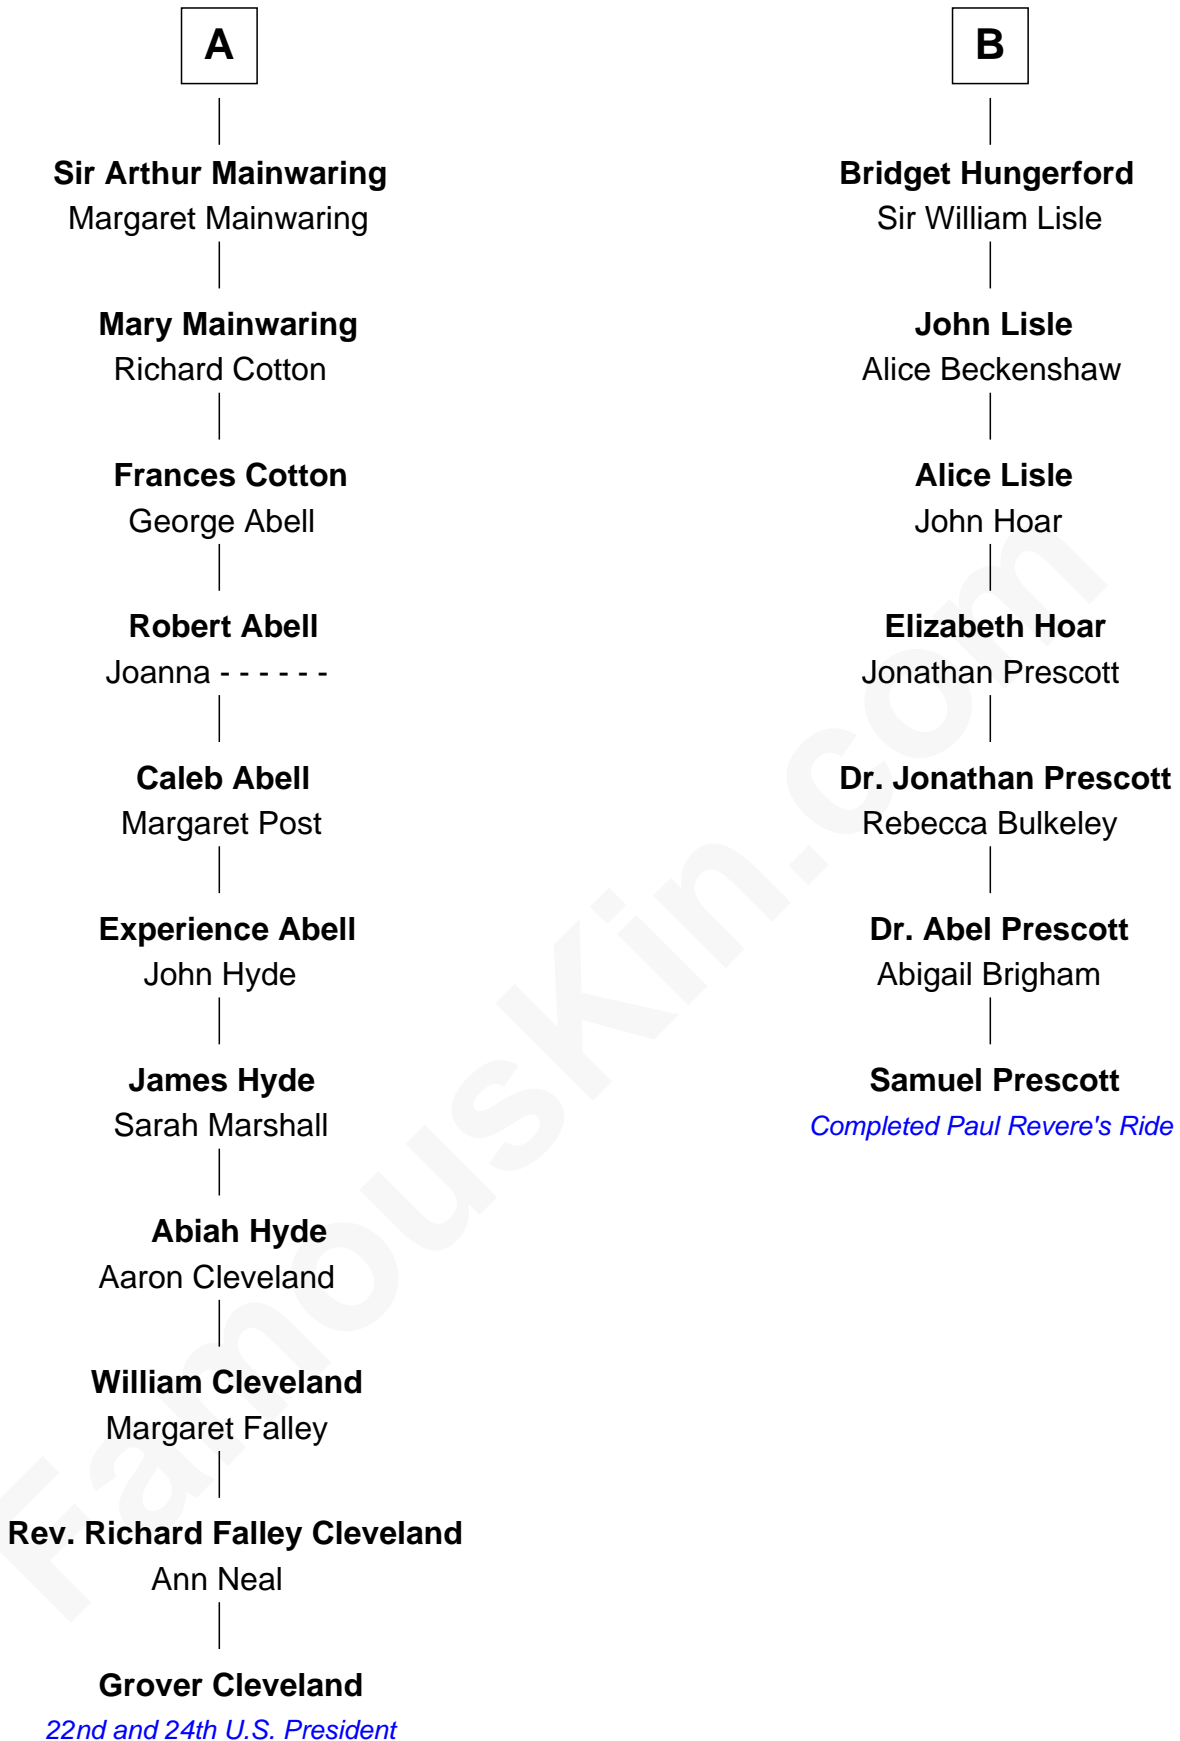 A
Sir Arthur Mainwaring
Margaret Mainwaring
Mary Mainwaring
Richard Cotton
Frances Cotton
George Abell
Robert Abell
Joanna - - - - - -
Caleb Abell
Margaret Post
Experience Abell
John Hyde
James Hyde
Sarah Marshall
Abiah Hyde
Aaron Cleveland
William Cleveland
Margaret Falley
Rev. Richard Falley Cleveland
Ann Neal
Grover Cleveland
22nd and 24th U.S. President
B
Bridget Hungerford
Sir William Lisle
John Lisle
Alice Beckenshaw
Alice Lisle
John Hoar
Elizabeth Hoar
Jonathan Prescott
Dr. Jonathan Prescott
Rebecca Bulkeley
Dr. Abel Prescott
Abigail Brigham
Samuel Prescott
Completed Paul Revere's Ride
FamousKin.com